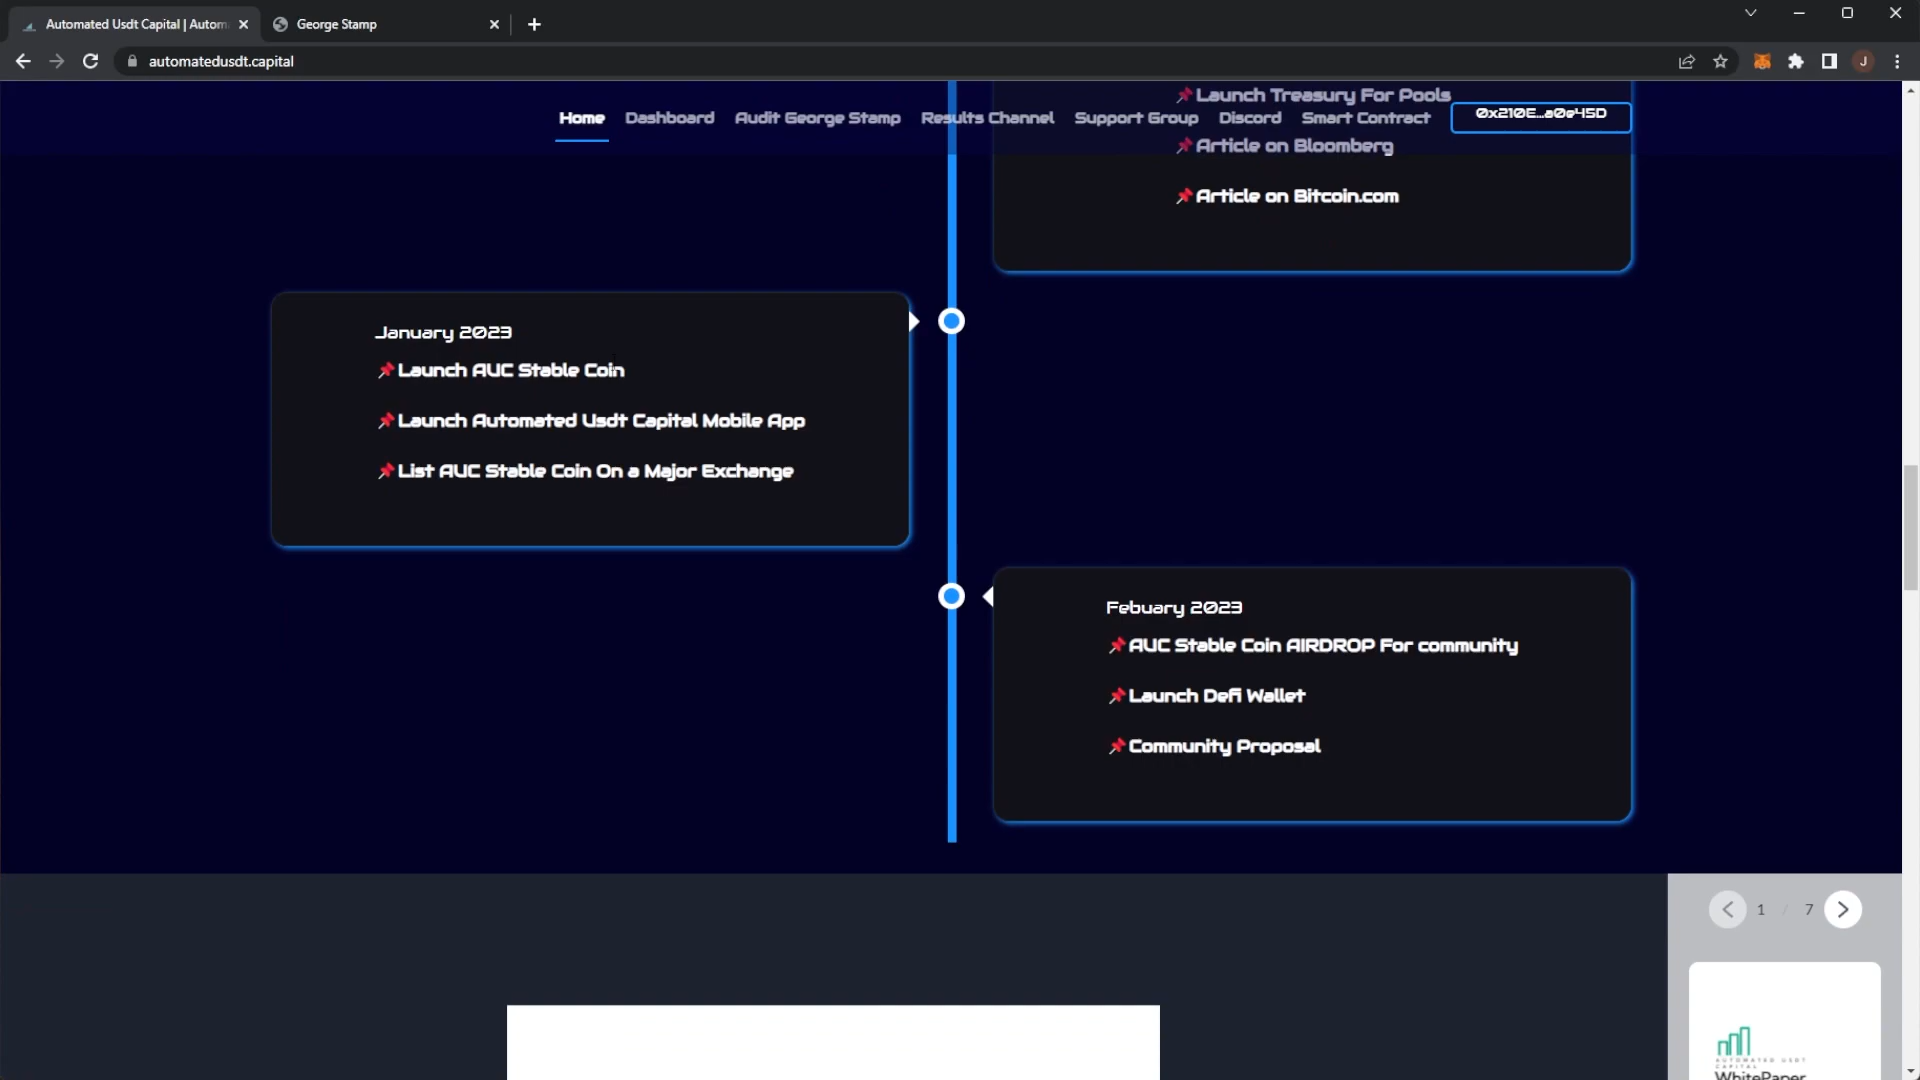 Automated Usdt Capital | Autom
George Stamp
automatedusdt.capital
J
Launch Treasury For Pools
Home
Dashboard
Audit George Stamp
Results Channel
Support Group
Discord
Smart Contract
0x210E...a0e45D
Article on Bloomberg
Article on Bitcoin.com
January 2023
Launch AUC Stable Coin
Launch Automated Usdt Capital Mobile App
List AUC Stable Coin On a Major Exchange
Febuary 2023
AUC Stable Coin AIRDROP For community
Launch Defi Wallet
Community Proposal
1 / 7
AUTOMATED USDT
CAPITAL
WhitePaper